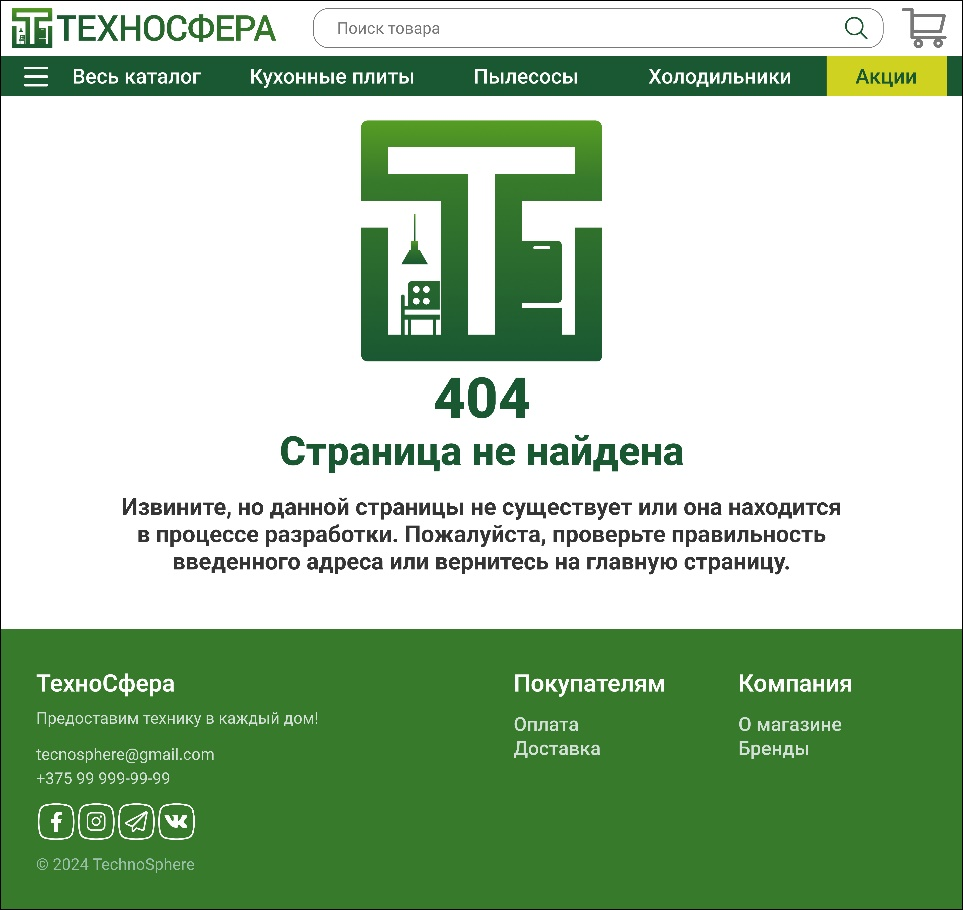 ТЕХНОСФЕРА
Поиск товара
Весь каталог Кухонные плиты Пылесосы Холодильники Акции
404
Страница не найдена
Извините, но данной страницы не существует или она находится
в процессе разработки. Пожалуйста, проверьте правильность
введенного адреса или вернитесь на главную страницу.
ТехноСфера
Предоставим технику в каждый дом!
tecnosphere@gmail.com
+375 99 999-99-99
© 2024 TechnoSphere
Покупателям
Оплата
Доставка
Компания
О магазине
Бренды